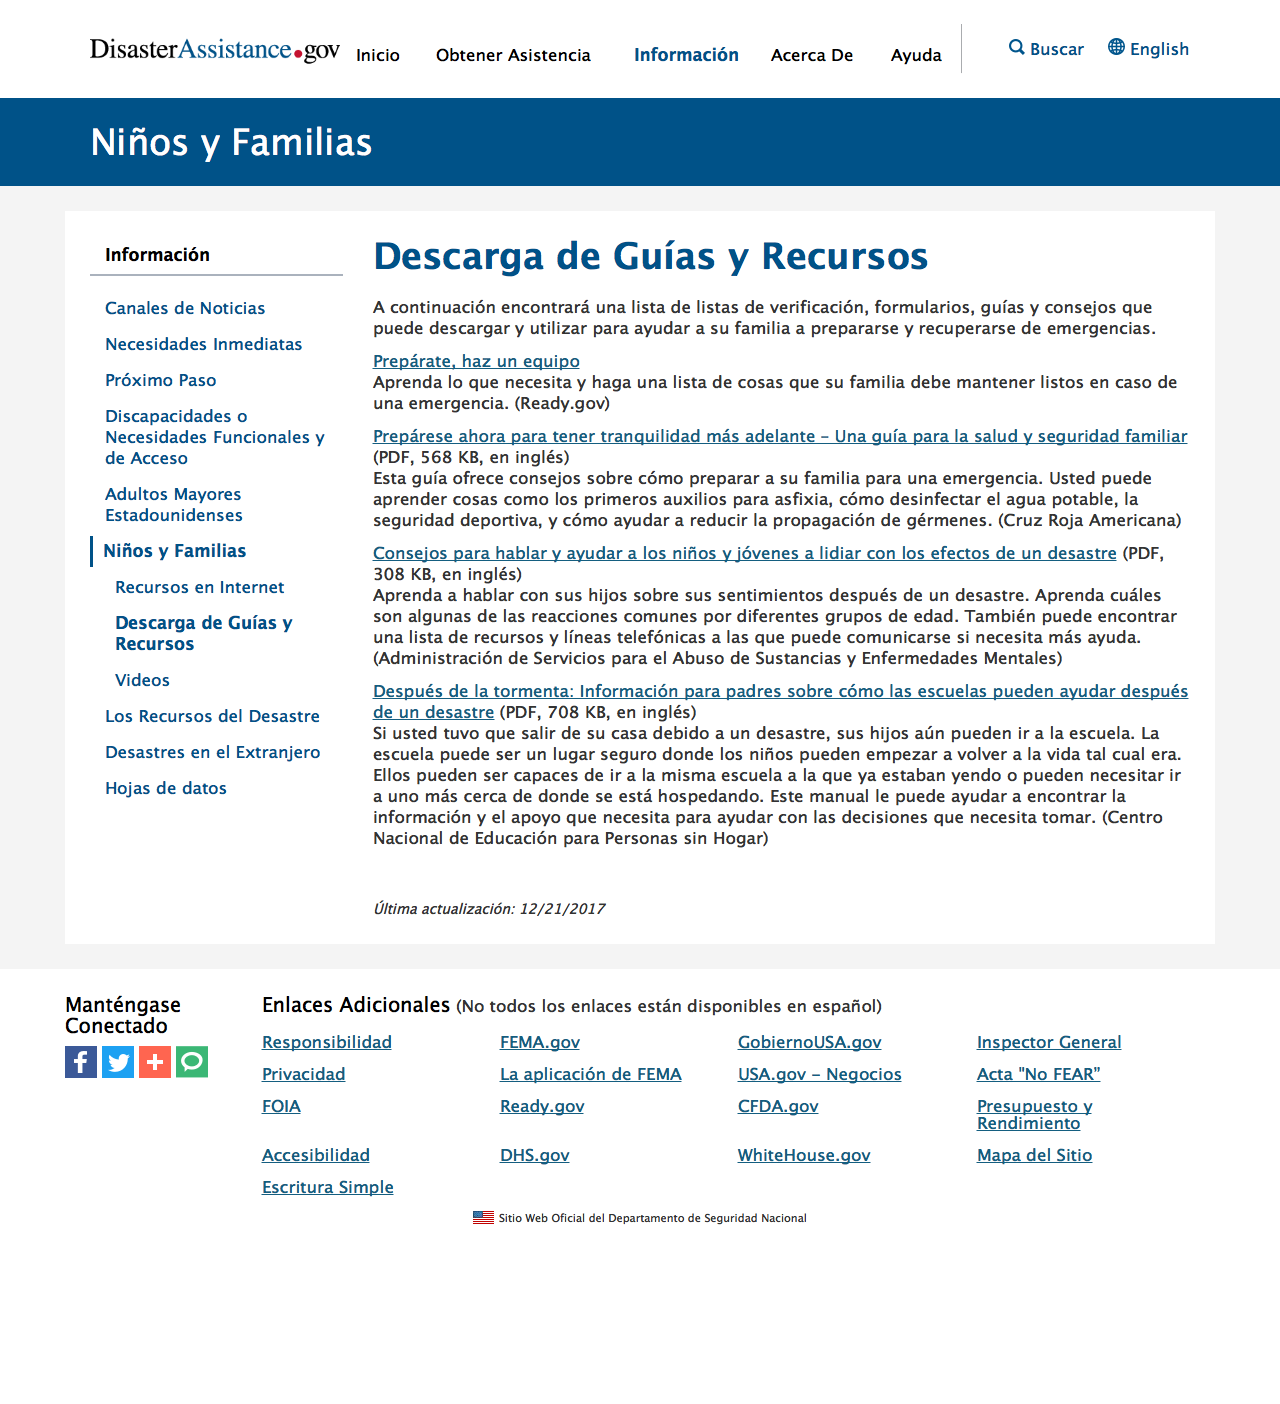 DisasterAssistance.gov
Inicio
Obtener Asistencia
Información
Acerca De
Ayuda
Buscar
English
Niños y Familias
Información
Canales de Noticias
Necesidades Inmediatas
Próximo Paso
Discapacidades o
Necesidades Funcionales y
de Acceso
Adultos Mayores
Estadounidenses
Niños y Familias
Recursos en Internet
Descarga de Guías y
Recursos
Videos
Los Recursos del Desastre
Desastres en el Extranjero
Hojas de datos
Descarga de Guías y Recursos
A continuación encontrará una lista de listas de verificación, formularios, guías y consejos que
puede descargar y utilizar para ayudar a su familia a prepararse y recuperarse de emergencias.
Prepárate, haz un equipo
Aprenda lo que necesita y haga una lista de cosas que su familia debe mantener listos en caso de
una emergencia. (Ready.gov)
Prepárese ahora para tener tranquilidad más adelante – Una guía para la salud y seguridad familiar
(PDF, 568 KB, en inglés)
Esta guía ofrece consejos sobre cómo preparar a su familia para una emergencia. Usted puede
aprender cosas como los primeros auxilios para asfixia, cómo desinfectar el agua potable, la
seguridad deportiva, y cómo ayudar a reducir la propagación de gérmenes. (Cruz Roja Americana)
Consejos para hablar y ayudar a los niños y jóvenes a lidiar con los efectos de un desastre (PDF,
308 KB, en inglés)
Aprenda a hablar con sus hijos sobre sus sentimientos después de un desastre. Aprenda cuáles
son algunas de las reacciones comunes por diferentes grupos de edad. También puede encontrar
una lista de recursos y líneas telefónicas a las que puede comunicarse si necesita más ayuda.
(Administración de Servicios para el Abuso de Sustancias y Enfermedades Mentales)
Después de la tormenta: Información para padres sobre cómo las escuelas pueden ayudar después
de un desastre (PDF, 708 KB, en inglés)
Si usted tuvo que salir de su casa debido a un desastre, sus hijos aún pueden ir a la escuela. La
escuela puede ser un lugar seguro donde los niños pueden empezar a volver a la vida tal cual era.
Ellos pueden ser capaces de ir a la misma escuela a la que ya estaban yendo o pueden necesitar ir
a uno más cerca de donde se está hospedando. Este manual le puede ayudar a encontrar la
información y el apoyo que necesita para ayudar con las decisiones que necesita tomar. (Centro
Nacional de Educación para Personas sin Hogar)
Última actualización: 12/21/2017
Manténgase
Conectado
Enlaces Adicionales (No todos los enlaces están disponibles en español)
Responsibilidad
FEMA.gov
GobiernoUSA.gov
Inspector General
Privacidad
La aplicación de FEMA
USA.gov – Negocios
Acta "No FEAR”
FOIA
Ready.gov
CFDA.gov
Presupuesto y
Rendimiento
Accesibilidad
DHS.gov
WhiteHouse.gov
Mapa del Sitio
Escritura Simple
Sitio Web Oficial del Departamento de Seguridad Nacional